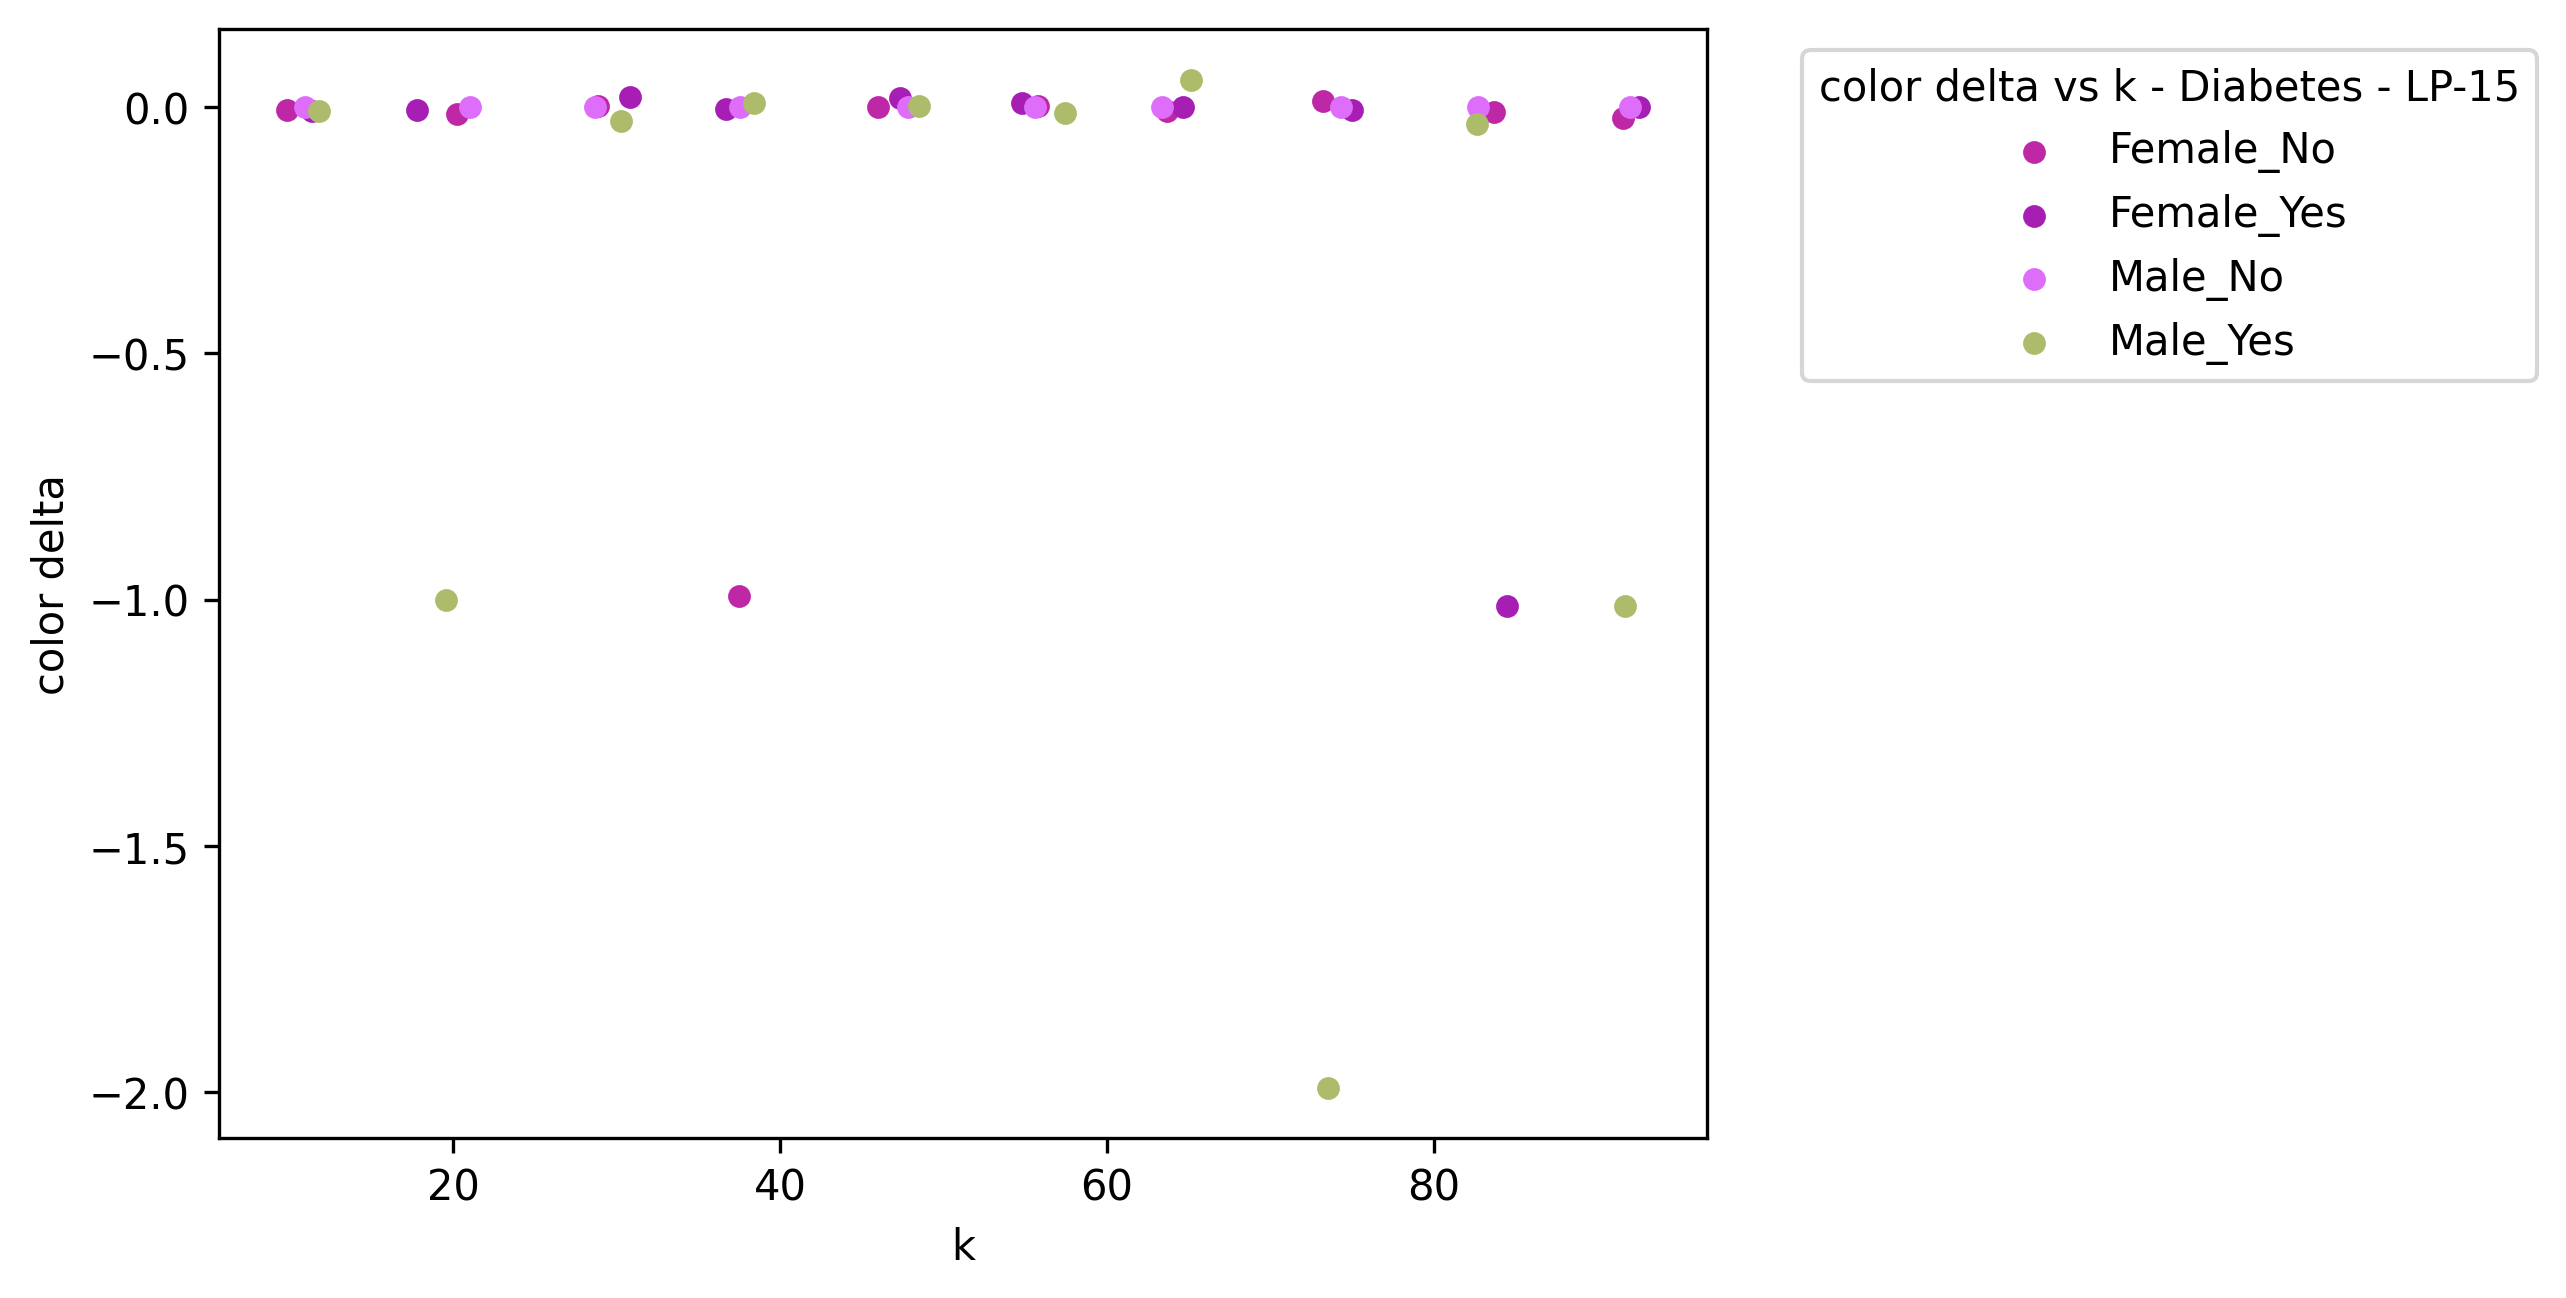 color delta vs k - Diabetes - LP-15
Female_No
Female_Yes
Male_No
Male_Yes
0.0
−0.5
−1.0
−1.5
−2.0
color delta
20 40 60 80
k